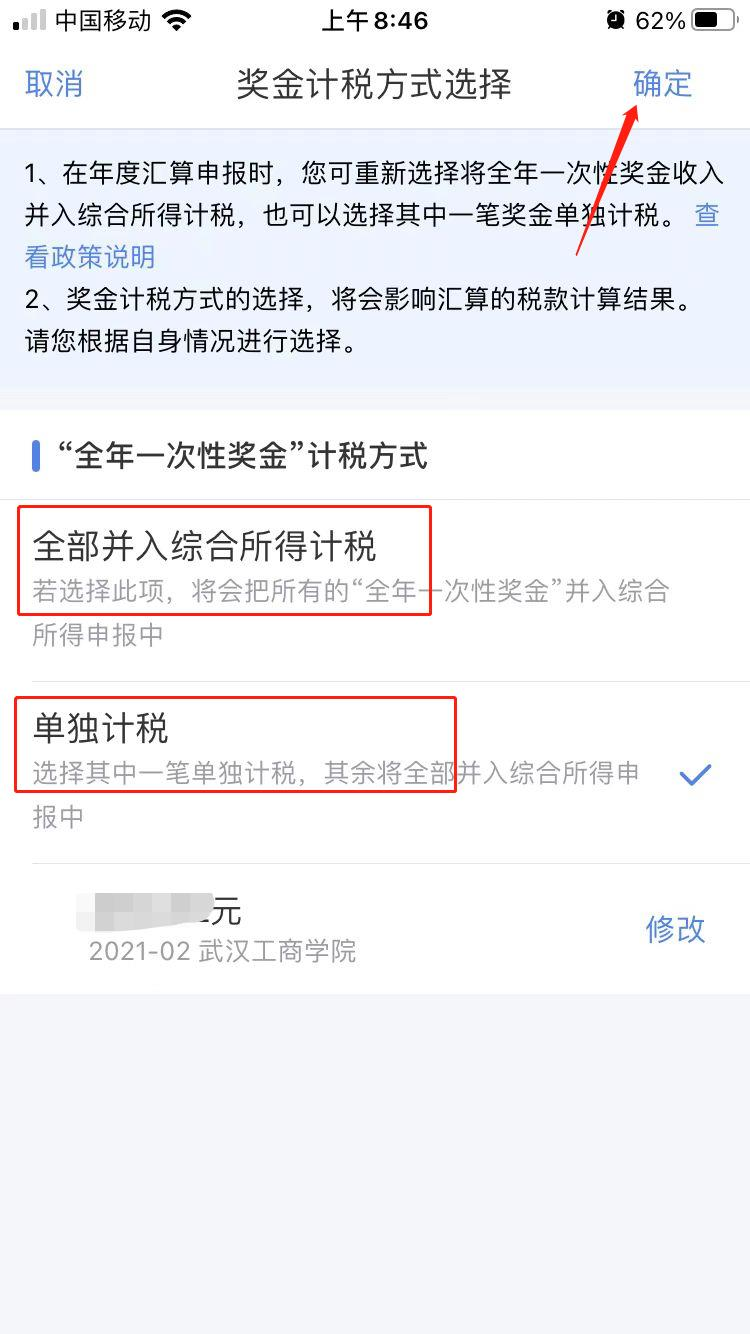 中国移动
上午8:46
62%
取消
奖金计税方式选择
确定
1、在年度汇算申报时，您可重新选择将全年一次性奖金收入
并入综合所得计税，也可以选择其中一笔奖金单独计税。 查
看政策说明
2、奖金计税方式的选择，将会影响汇算的税款计算结果。
请您根据自身情况进行选择。
“全年一次性奖金”计税方式
全部并入综合所得计税
若选择此项，将会把所有的“全年一次性奖金”并入综合
所得申报中
单独计税
选择其中一笔单独计税，其余将全部并入综合所得申
报中
元
修改
2021-02 武汉工商学院